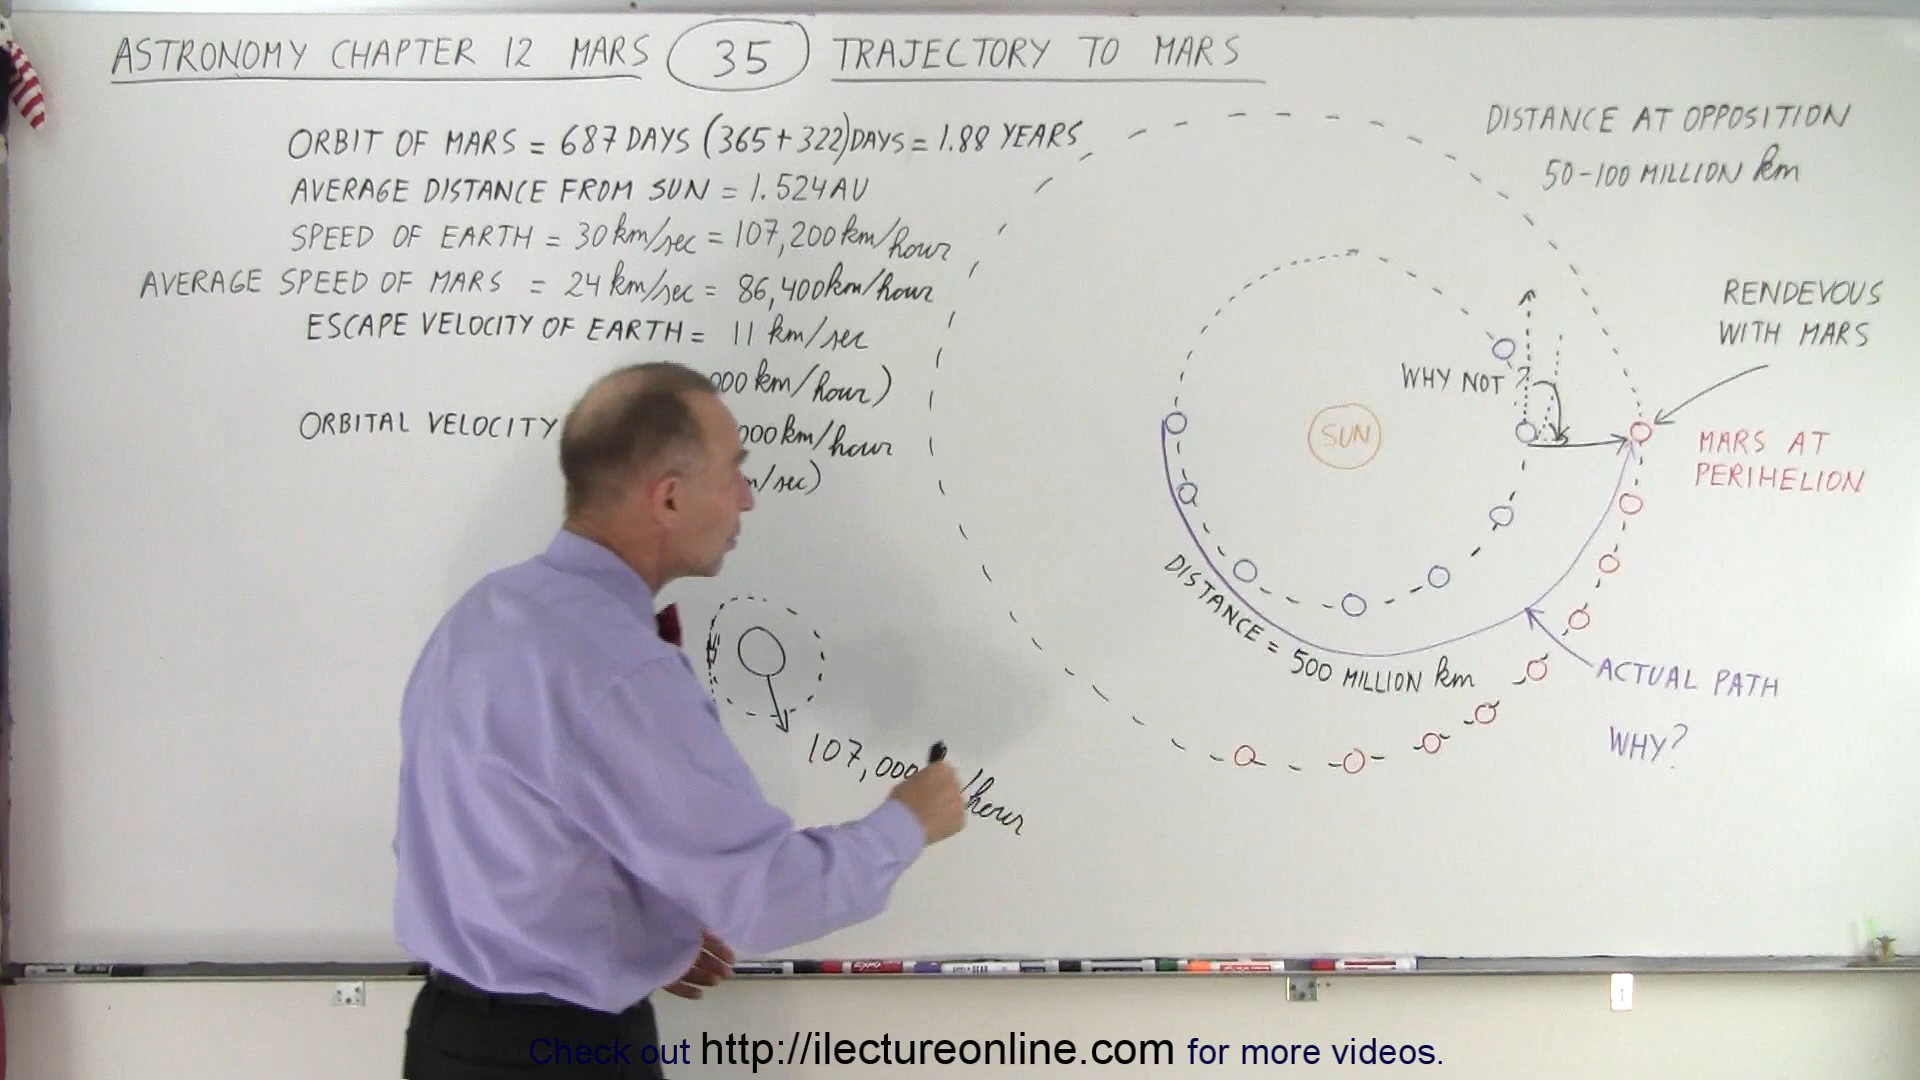 ASTRONOMY CHAPTER 12 MARS 35 TRAJECTORY TO MARS
ORBIT OF MARS = 687 DAYS (365+322)DAYS = 1.88 YEARS
AVERAGE DISTANCE FROM SUN = 1.524AU
SPEED OF EARTH = 30 km/sec = 107,200 km/hour
AVERAGE SPEED OF MARS = 24 km/sec = 86,400 km/hour
ESCAPE VELOCITY OF EARTH = 11 km/sec
000 km/hour)
ORBITAL VELOCITY 000 km/hour
/sec)
107,000 /hour
DISTANCE AT OPPOSITION
50-100 MILLION km
RENDEVOUS
WITH MARS
WHY NOT?
SUN
MARS AT
PERIHELION
DISTANCE = 500 MILLION km
ACTUAL PATH
WHY?
EXPO
Check out http://ilectureonline.com for more videos.